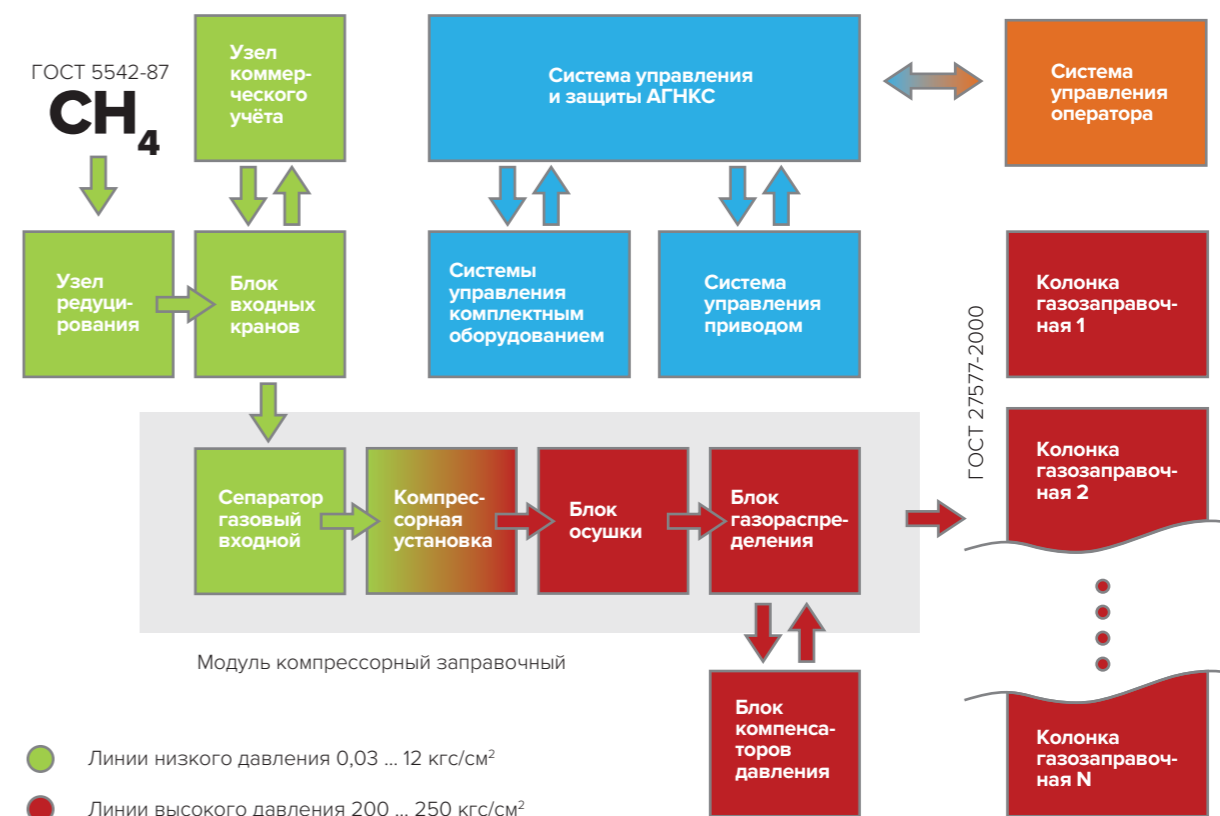 ГОСТ 5542-87
CH4
Узел
коммер-
ческого
учёта
Система управления
и защиты АГНКС
Система
управления
оператора
Узел
редуци-
рования
Блок
входных
кранов
Системы
управления
комплектным
оборудованием
Система
управления
приводом
ГОСТ 27577-2000
Колонка
газозаправоч-
ная 1
Колонка
газозаправоч-
ная 2
Сепаратор
газовый
входной
Компрес-
сорная
установка
Блок
осушки
Блок
газораспре-
деления
Модуль компрессорный заправочный
Блок
компенса-
торов
давления
Колонка
газозаправоч-
ная N
Линии низкого давления 0,03 ... 12 кгс/см²
Линии высокого давления 200 ... 250 кгс/см²